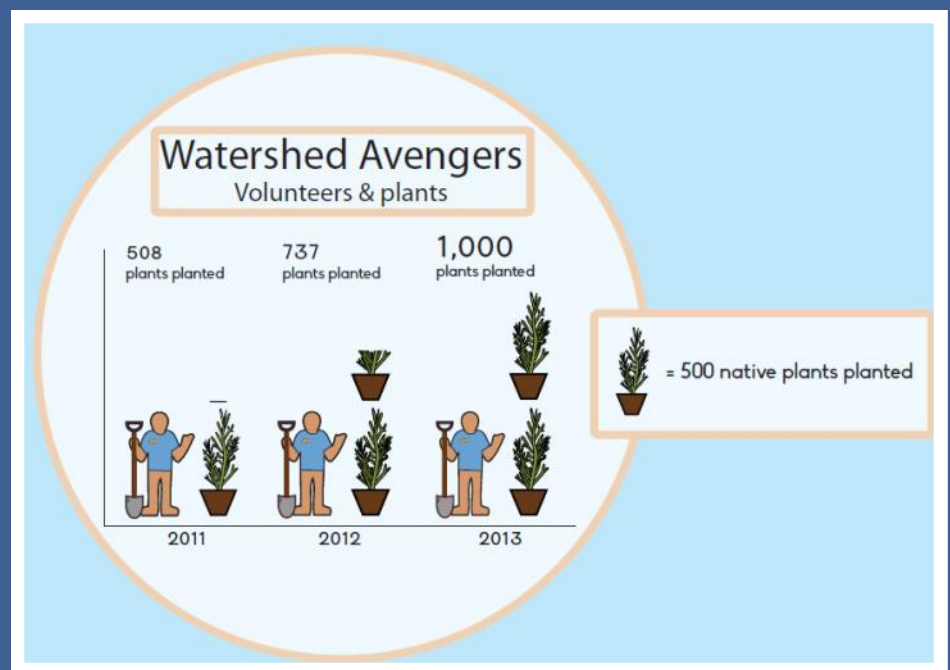 Watershed Avengers
Volunteers & plants
508
plants planted
737
plants planted
1,000
plants planted
= 500 native plants planted
2011
2012
2013